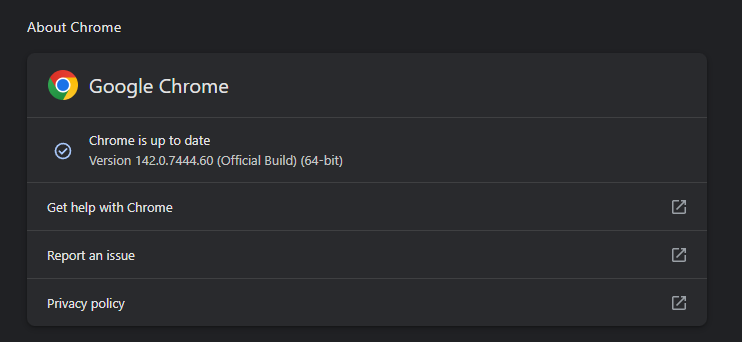 About Chrome
Google Chrome
Chrome is up to date
Version 142.0.7444.60 (Official Build) (64-bit)
Get help with Chrome
Report an issue
Privacy policy